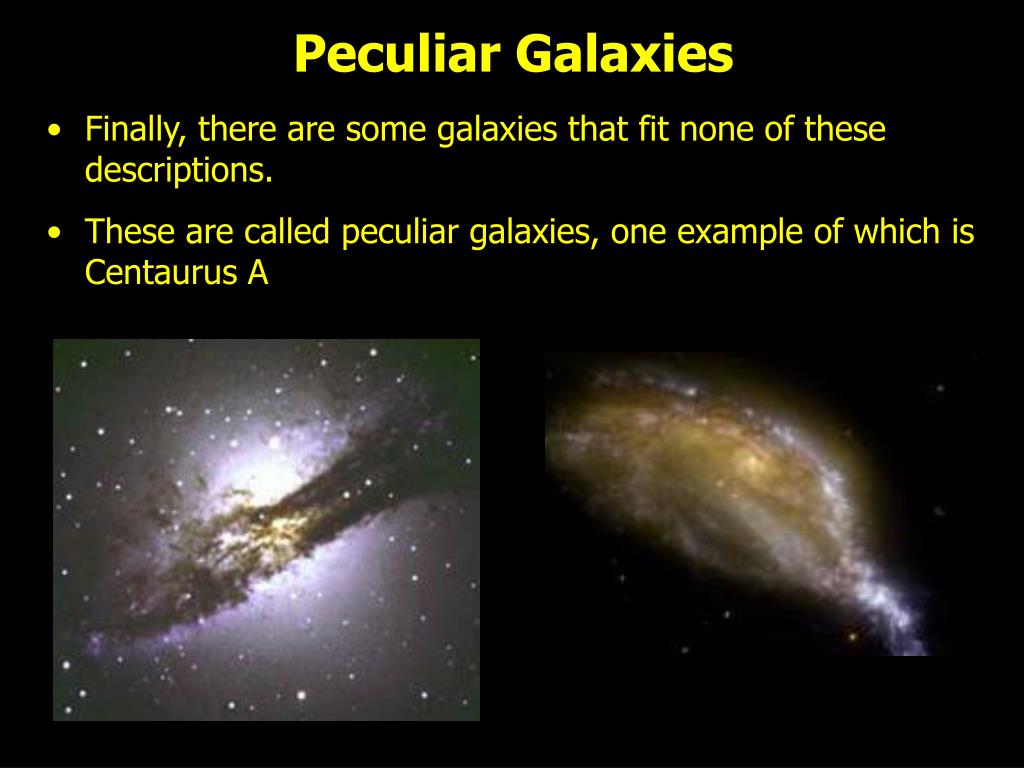 Peculiar Galaxies
• Finally, there are some galaxies that fit none of these
descriptions.
• These are called peculiar galaxies, one example of which is
Centaurus A